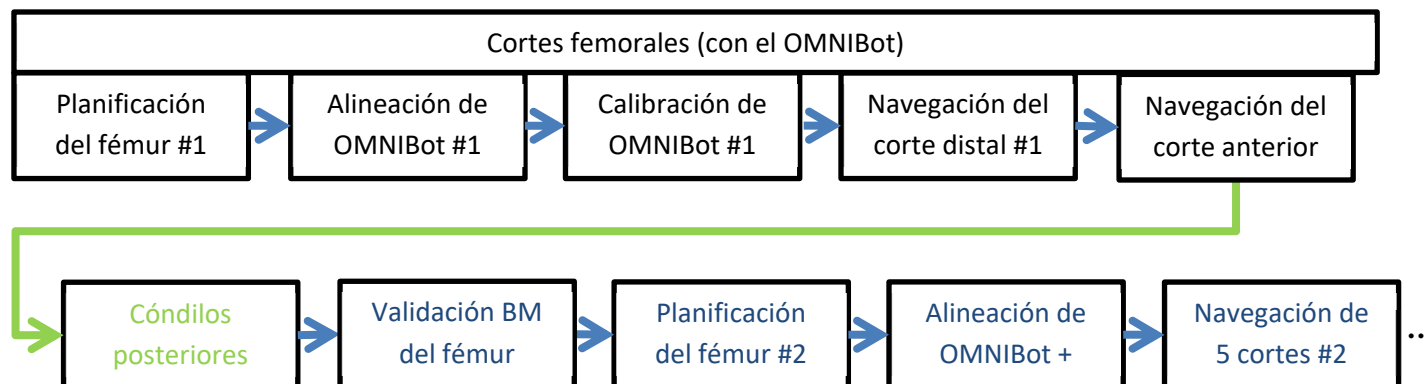 Cortes femorales (con el OMNIBot)
Planificación
del fémur #1
Alineación de
OMNIBot #1
Calibración de
OMNIBot #1
Navegación del
corte distal #1
Navegación del
corte anterior
Cóndilos
posteriores
Validación BM
del fémur
Planificación
del fémur #2
Alineación de
OMNIBot +
Navegación de
5 cortes #2
..